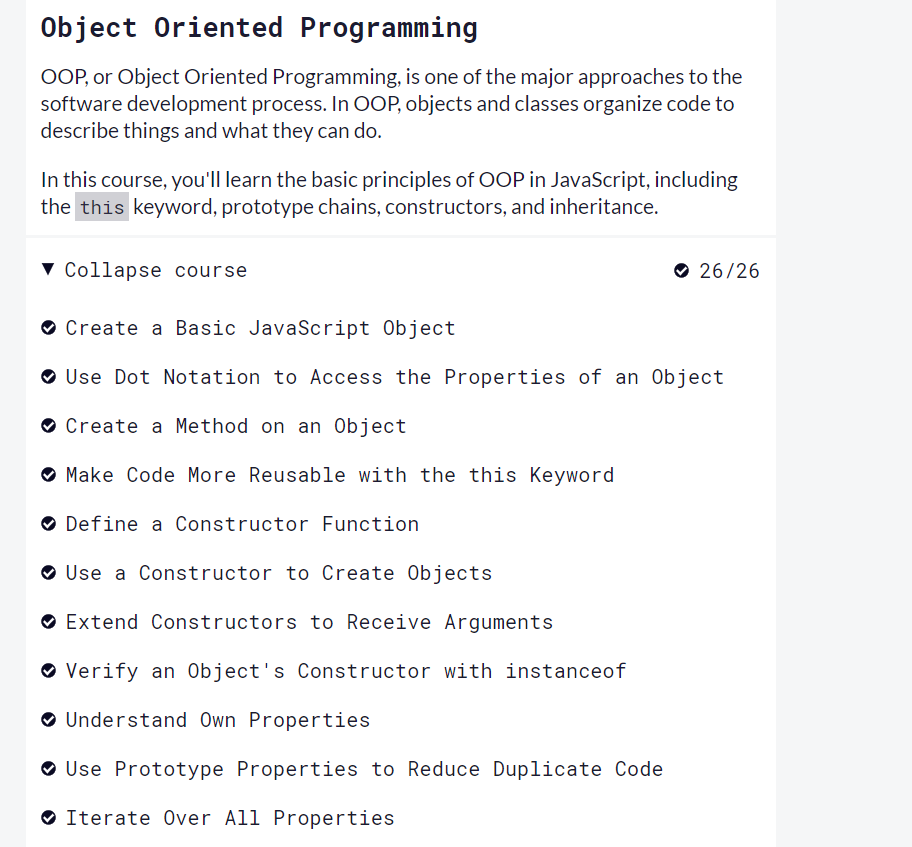 Object Oriented Programming
OOP, or Object Oriented Programming, is one of the major approaches to the
software development process. In OOP, objects and classes organize code to
describe things and what they can do.
In this course, you'll learn the basic principles of OOP in JavaScript, including
the this keyword, prototype chains, constructors, and inheritance.
Collapse course 26/26
Create a Basic JavaScript Object
Use Dot Notation to Access the Properties of an Object
Create a Method on an Object
Make Code More Reusable with the this Keyword
Define a Constructor Function
Use a Constructor to Create Objects
Extend Constructors to Receive Arguments
Verify an Object's Constructor with instanceof
Understand Own Properties
Use Prototype Properties to Reduce Duplicate Code
Iterate Over All Properties